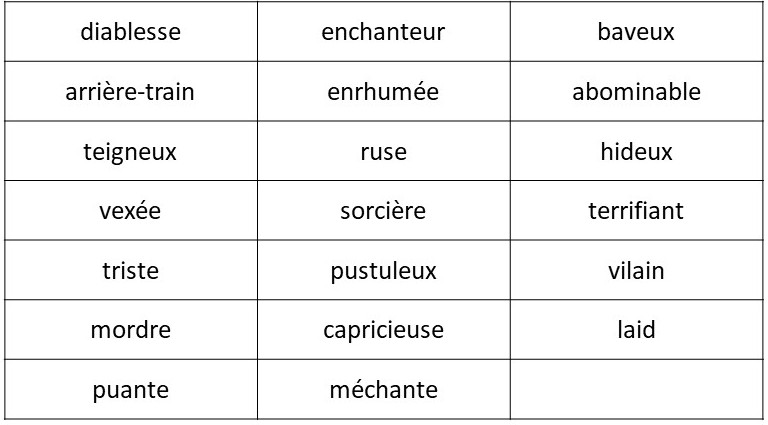 diablesse enchanteur baveux
arrière-train enrhumée abominable
teigneux ruse hideux
vexée sorcière terrifiant
triste pustuleux vilain
mordre capricieuse laid
puante méchante